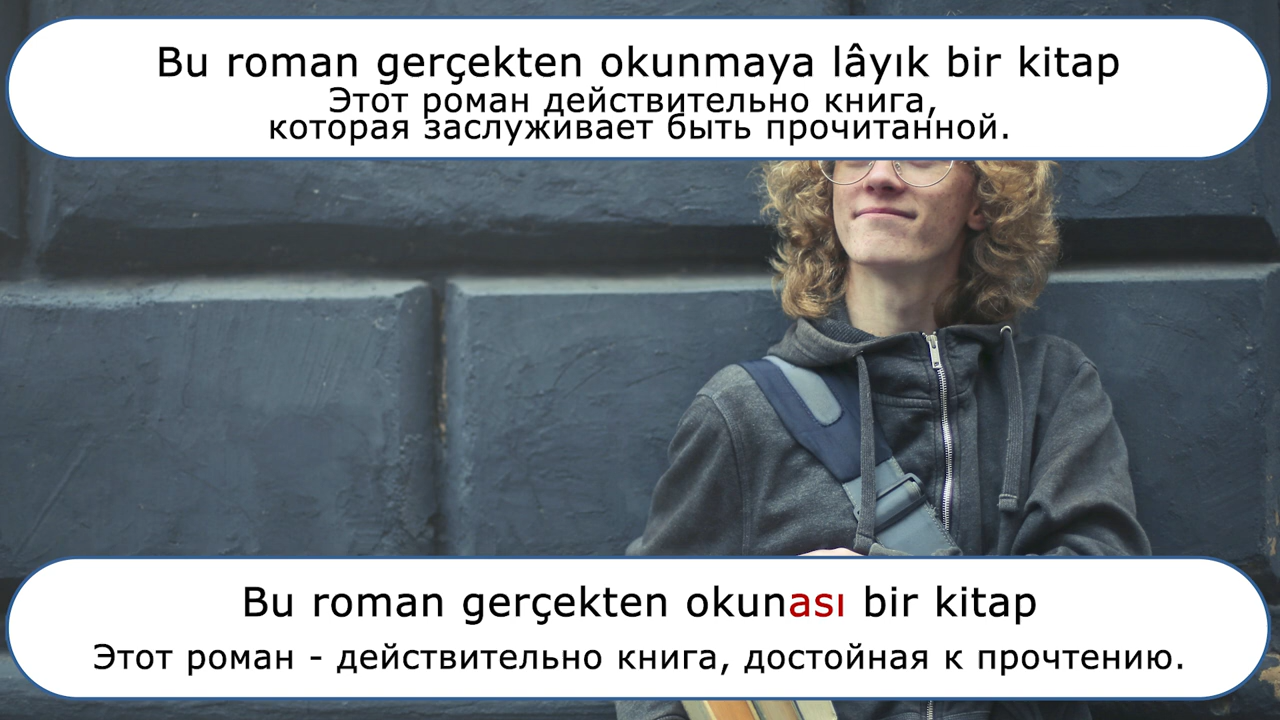 Bu roman gerçekten okunmaya lâyık bir kitap
Этот роман действительно книга,
которая заслуживает быть прочитанной.
Bu roman gerçekten okunası bir kitap
Этот роман - действительно книга, достойная к прочтению.